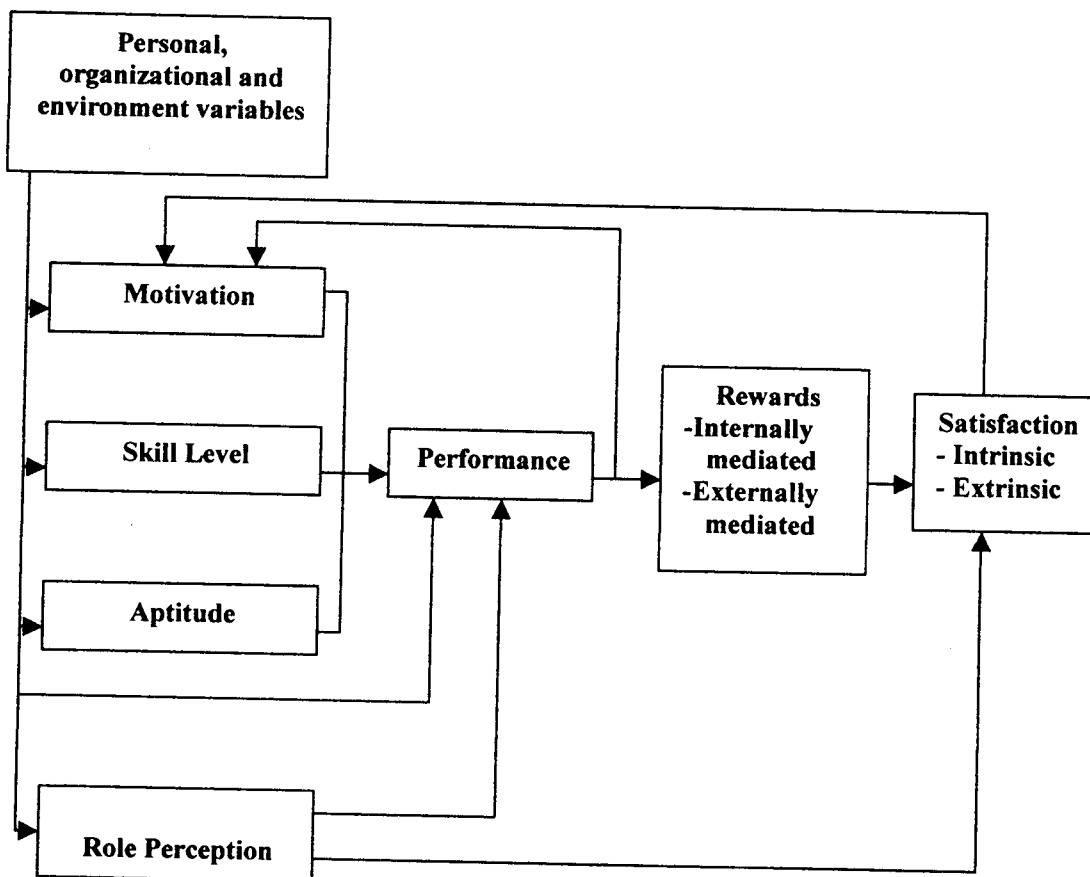 Personal,
organizational and
environment variables
Motivation
Skill Level
Performance
Rewards
-Internally
mediated
-Externally
mediated
Satisfaction
- Intrinsic
- Extrinsic
Aptitude
Role Perception